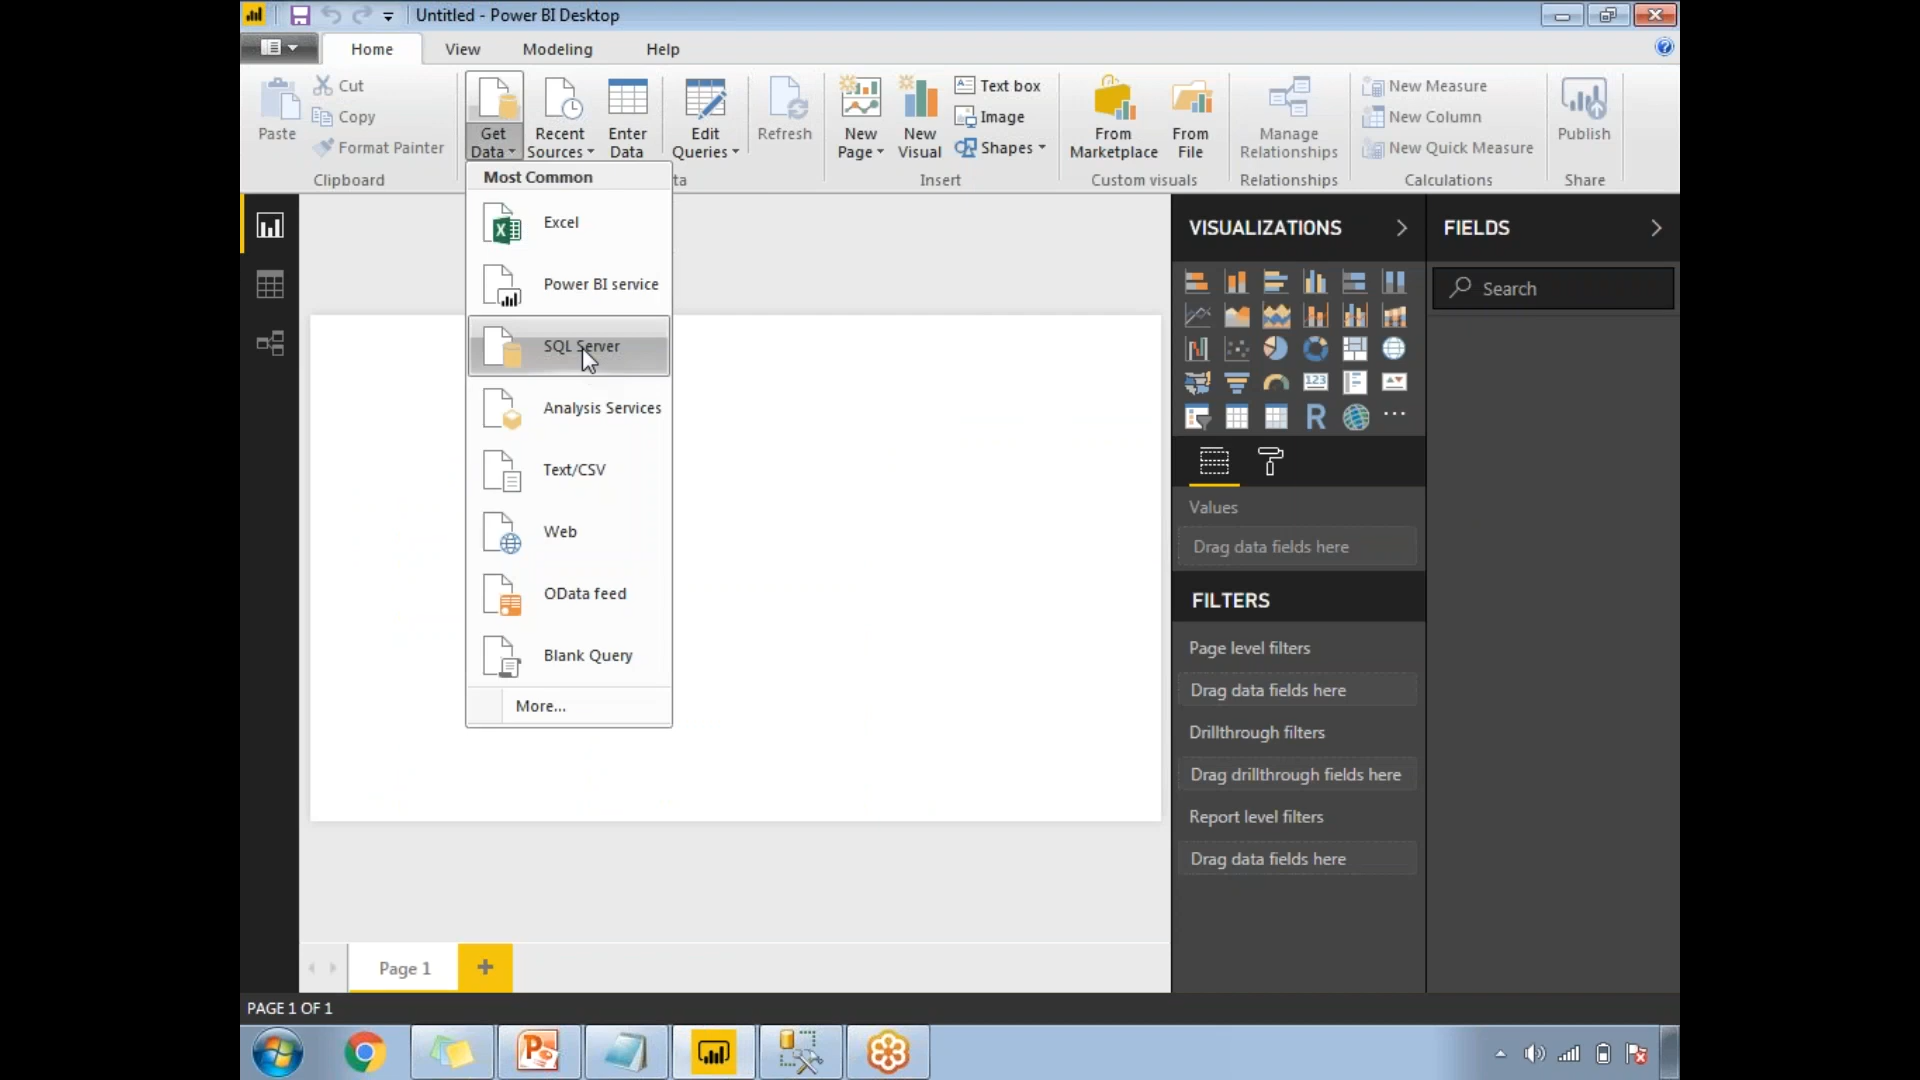 Untitled - Power BI Desktop
Home
View
Modeling
Help
Paste
Cut
Copy
Format Painter
Clipboard
Get
Data
Recent
Sources
Enter
Data
Edit
Queries
Refresh
ta
New
Page
New
Visual
Text box
Image
Shapes
Insert
From
Marketplace
From
File
Custom visuals
Manage
Relationships
Relationships
New Measure
New Column
New Quick Measure
Calculations
Publish
Share
Most Common
Excel
Power BI service
SQL Server
Analysis Services
Text/CSV
Web
OData feed
Blank Query
More...
VISUALIZATIONS
123
R
Values
Drag data fields here
FILTERS
Page level filters
Drag data fields here
Drillthrough filters
Drag drillthrough fields here
Report level filters
Drag data fields here
FIELDS
Search
Page 1
PAGE 1 OF 1